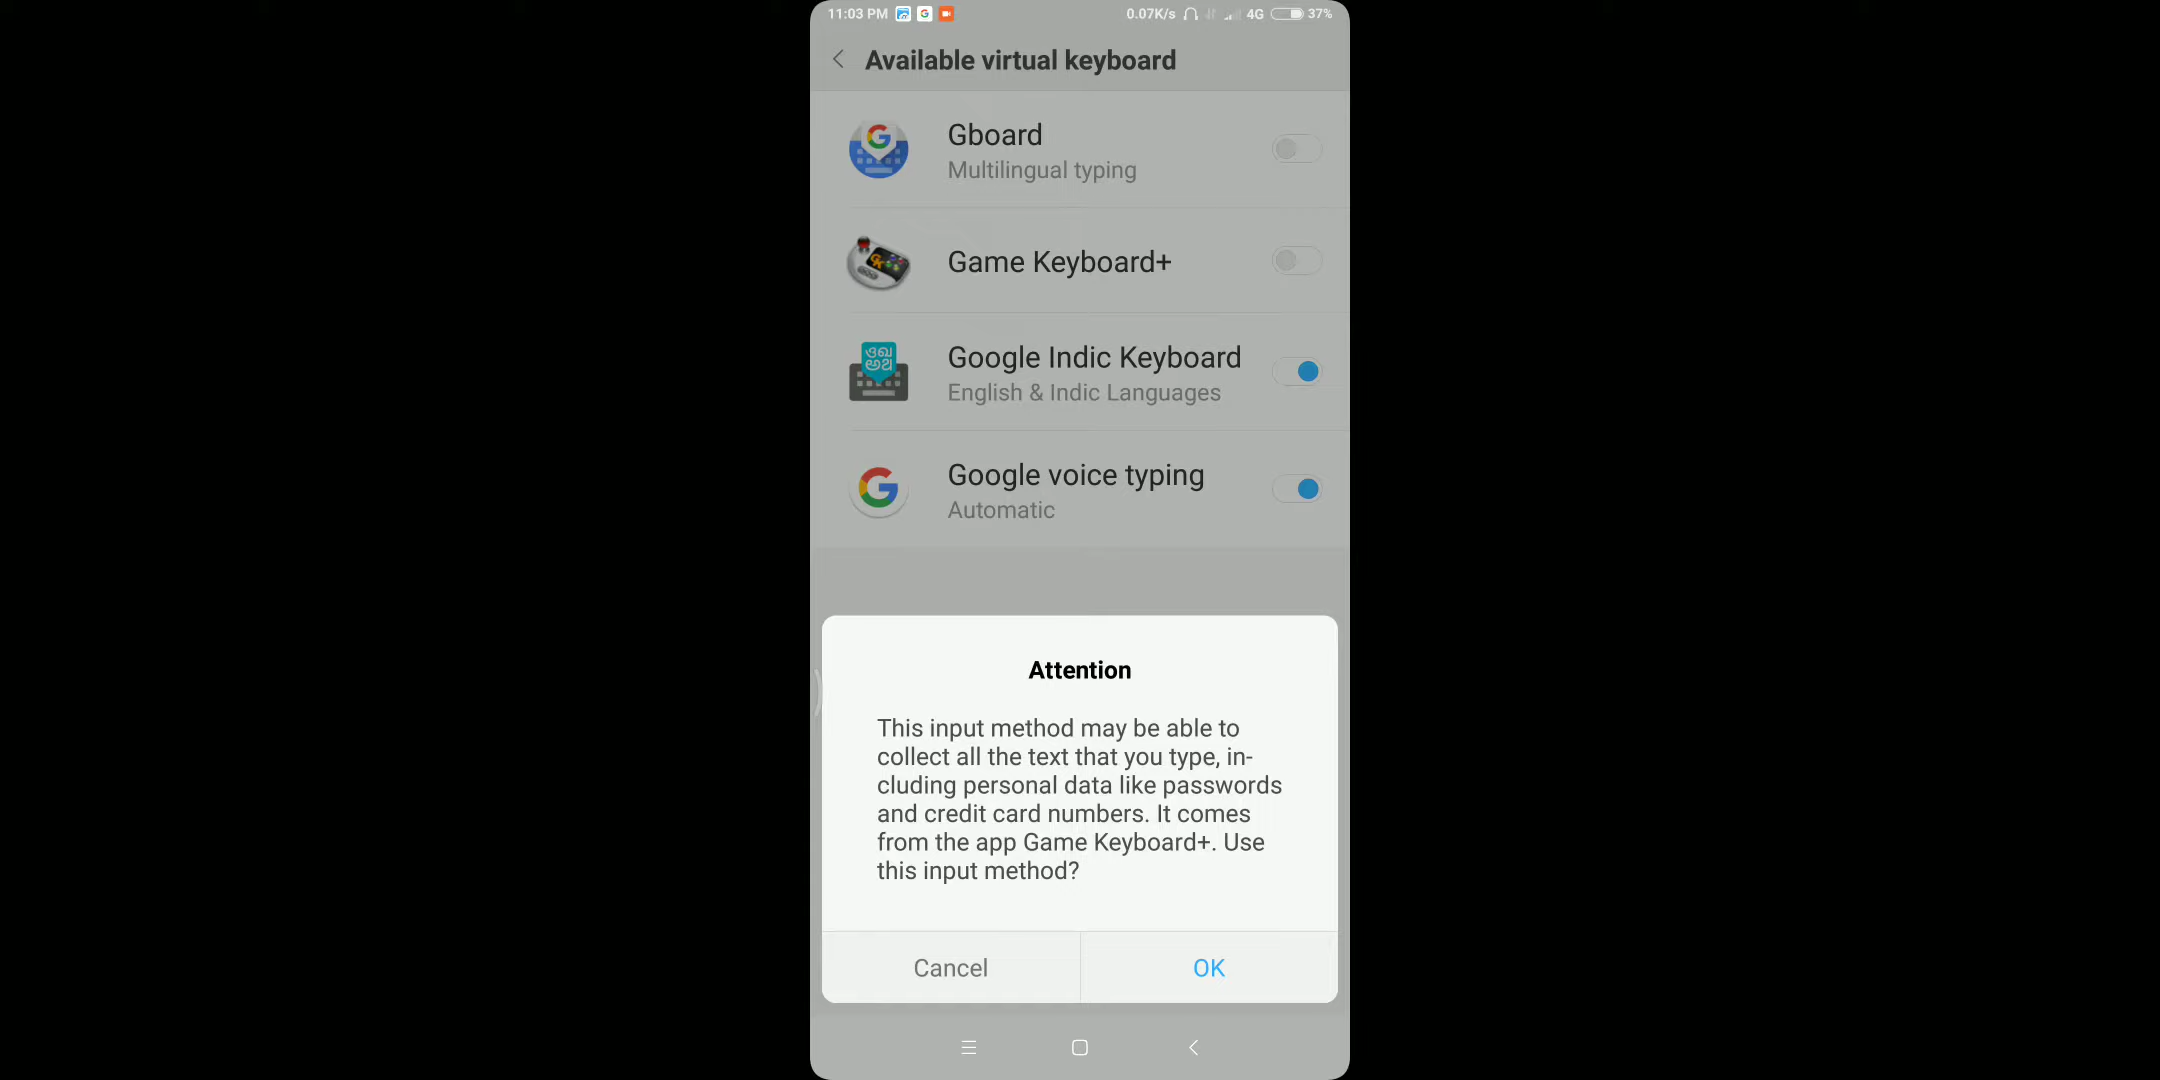 11:03 PM 0.07K/s 4G 37%
Available virtual keyboard
Gboard
Multilingual typing
Game Keyboard+
Google Indic Keyboard
English & Indic Languages
Google voice typing
Automatic
Attention
This input method may be able to
collect all the text that you type, in-
cluding personal data like passwords
and credit card numbers. It comes
from the app Game Keyboard+. Use
this input method?
Cancel OK